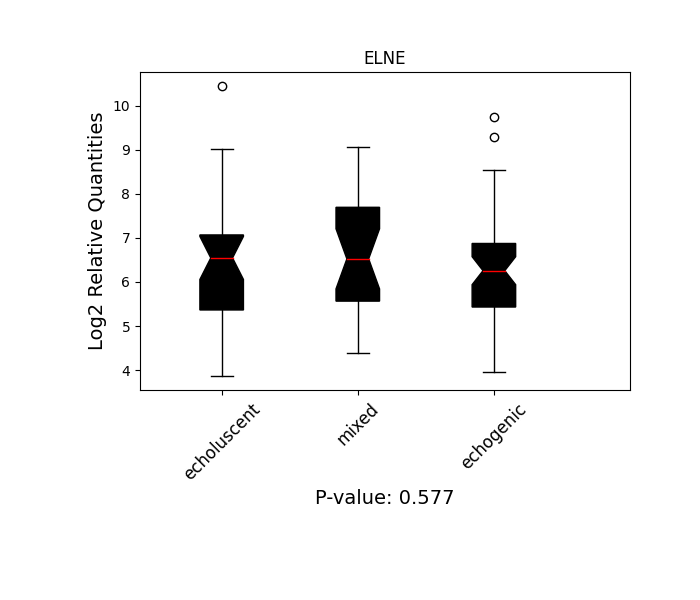 ELNE
Log2 Relative Quantities
10
9
8
7
6
5
4
echoluscent
mixed
echogenic
P-value: 0.577